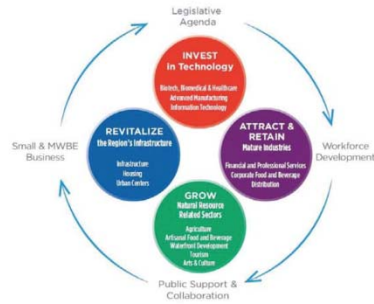 Legislative
Agenda
INVEST
in Technology
Biotech, Biomedical & Healthcare
Advanced Manufacturing
Information Technology
REVITALIZE
the Region's Infrastructure
Infrastructure
Housing
Urban Centers
ATTRACT &
RETAIN
Mature Industries
Financial and Professional Services
Corporate Food and Beverage
Distribution
Small & MWBE
Business
Workforce
Development
GROW
Natural Resource
Related Sectors
Agriculture
Artisanal Food and Beverage
Waterfront Development
Tourism
Arts & Culture
Public Support &
Collaboration